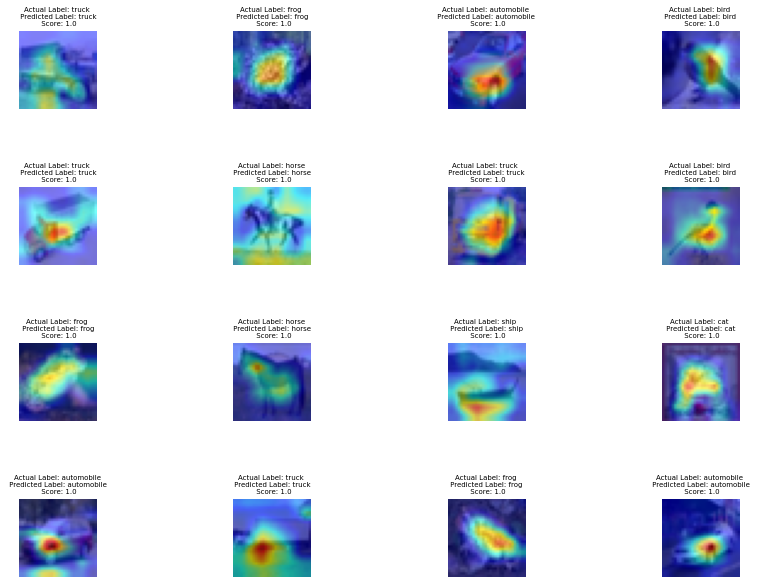 Actual Label: truck
Predicted Label: truck
Score: 1.0
Actual Label: frog
Predicted Label: frog
Score: 1.0
Actual Label: automobile
Predicted Label: automobile
Score: 1.0
Actual Label: bird
Predicted Label: bird
Score: 1.0
Actual Label: truck
Predicted Label: truck
Score: 1.0
Actual Label: horse
Predicted Label: horse
Score: 1.0
Actual Label: truck
Predicted Label: truck
Score: 1.0
Actual Label: bird
Predicted Label: bird
Score: 1.0
Actual Label: frog
Predicted Label: frog
Score: 1.0
Actual Label: horse
Predicted Label: horse
Score: 1.0
Actual Label: ship
Predicted Label: ship
Score: 1.0
Actual Label: cat
Predicted Label: cat
Score: 1.0
Actual Label: automobile
Predicted Label: automobile
Score: 1.0
Actual Label: truck
Predicted Label: truck
Score: 1.0
Actual Label: frog
Predicted Label: frog
Score: 1.0
Actual Label: automobile
Predicted Label: automobile
Score: 1.0